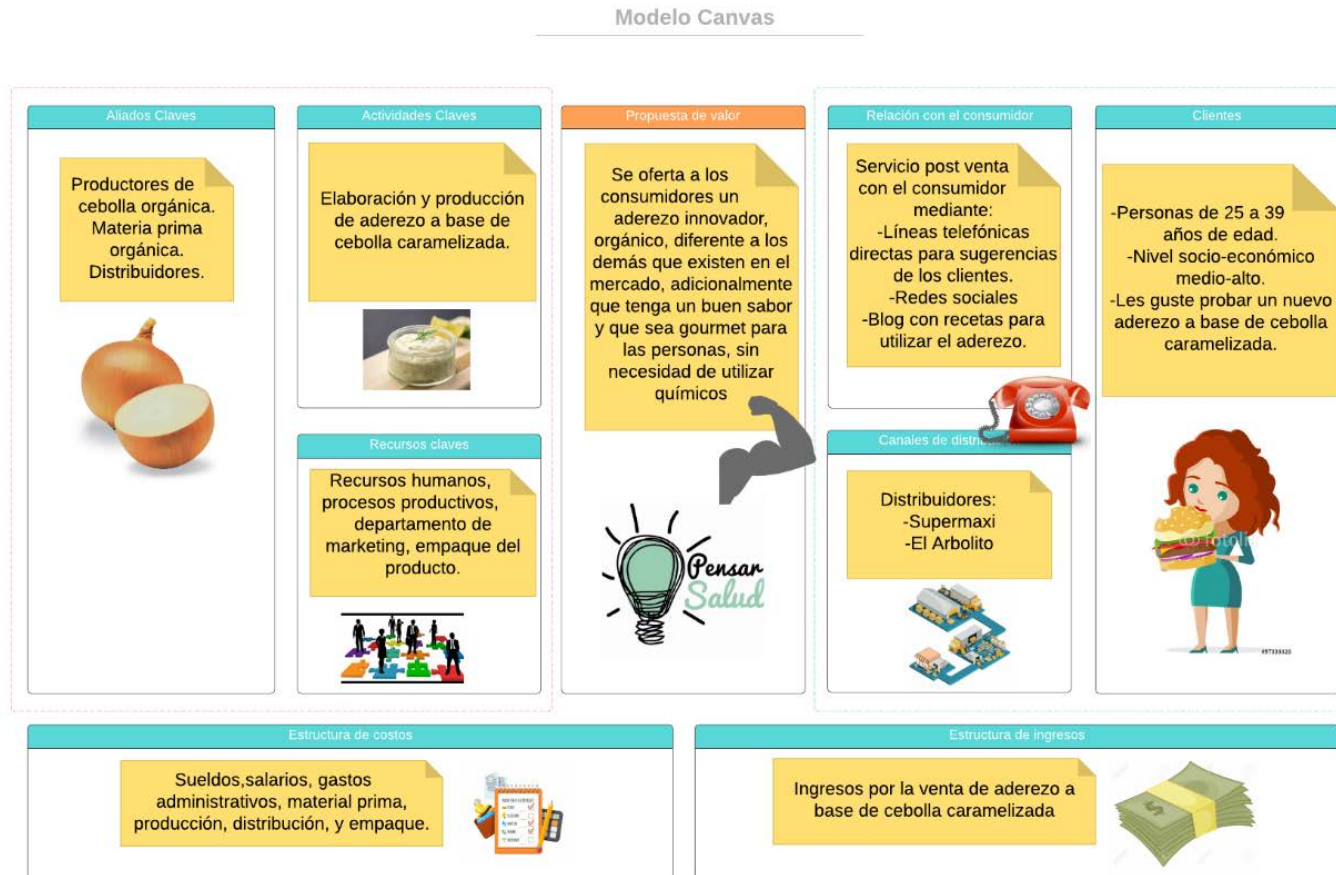 Modelo Canvas
Aliados Claves
Productores de
cebolla orgánica.
Materia prima
orgánica.
Distribuidores.
Actividades Claves
Elaboración y producción
de aderezo a base de
cebolla caramelizada.
Recursos claves
Recursos humanos,
procesos productivos,
departamento de
marketing, empaque del
producto.
Propuesta de valor
Se oferta a los
consumidores un
aderezo innovador,
orgánico, diferente a los
demás que existen en el
mercado, adicionalmente
que tenga un buen sabor
y que sea gourmet para
las personas, sin
necesidad de utilizar
químicos
Pensar
Salud
Relación con el consumidor
Servicio post venta
con el consumidor
mediante:
-Líneas telefónicas
directas para sugerencias
de los clientes.
-Redes sociales
-Blog con recetas para
utilizar el aderezo.
Canales de
Distribuidores:
-Supermaxi
-El Arbolito
Clientes
-Personas de 25 a 39
años de edad.
-Nivel socio-económico
medio-alto.
-Les guste probar un nuevo
aderezo a base de cebolla
caramelizada.
Estructura de costos
Sueldos,salarios, gastos
administrativos, material prima,
producción, distribución, y empaque.
Estructura de ingresos
Ingresos por la venta de aderezo a
base de cebolla caramelizada